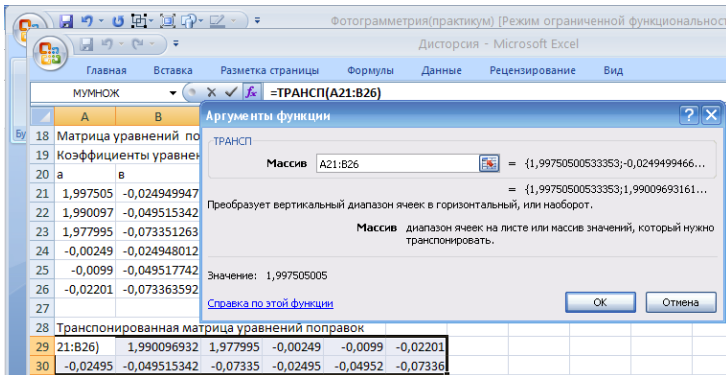 Фотограмметрия(практикум) [Режим ограниченной функциональност
Дисторсия - Microsoft Excel
Главная Вставка Разметка страницы Формулы Данные Рецензирование Вид
МУМНОЖ fx =ТРАНСП(A21:B26)
A B
Аргументы функции
18 Матрица уравнений по
19 Коэффициенты уравнен
20 а в
21 1,997505 -0,024949947
22 1,990097 -0,049515342
23 1,977995 -0,073351263
24 -0,00249 -0,024948012
25 -0,0099 -0,049517742
26 -0,02201 -0,073363592
27
ТРАНСП
Массив A21:B26 = {1,99750500533353;-0,0249499466...
= {1,99750500533353;1,99009693161...
Преобразует вертикальный диапазон ячеек в горизонтальный, или наоборот.
Массив диапазон ячеек на листе или массив значений, который нужно
транспонировать.
Значение: 1,997505005
Справка по этой функции
ОК Отмена
28 Транспонированная матрица уравнений поправок
29 21:B26) 1,990096932 1,977995 -0,00249 -0,0099 -0,02201
30 -0,02495 -0,049515342 -0,07335 -0,02495 -0,04952 -0,07336